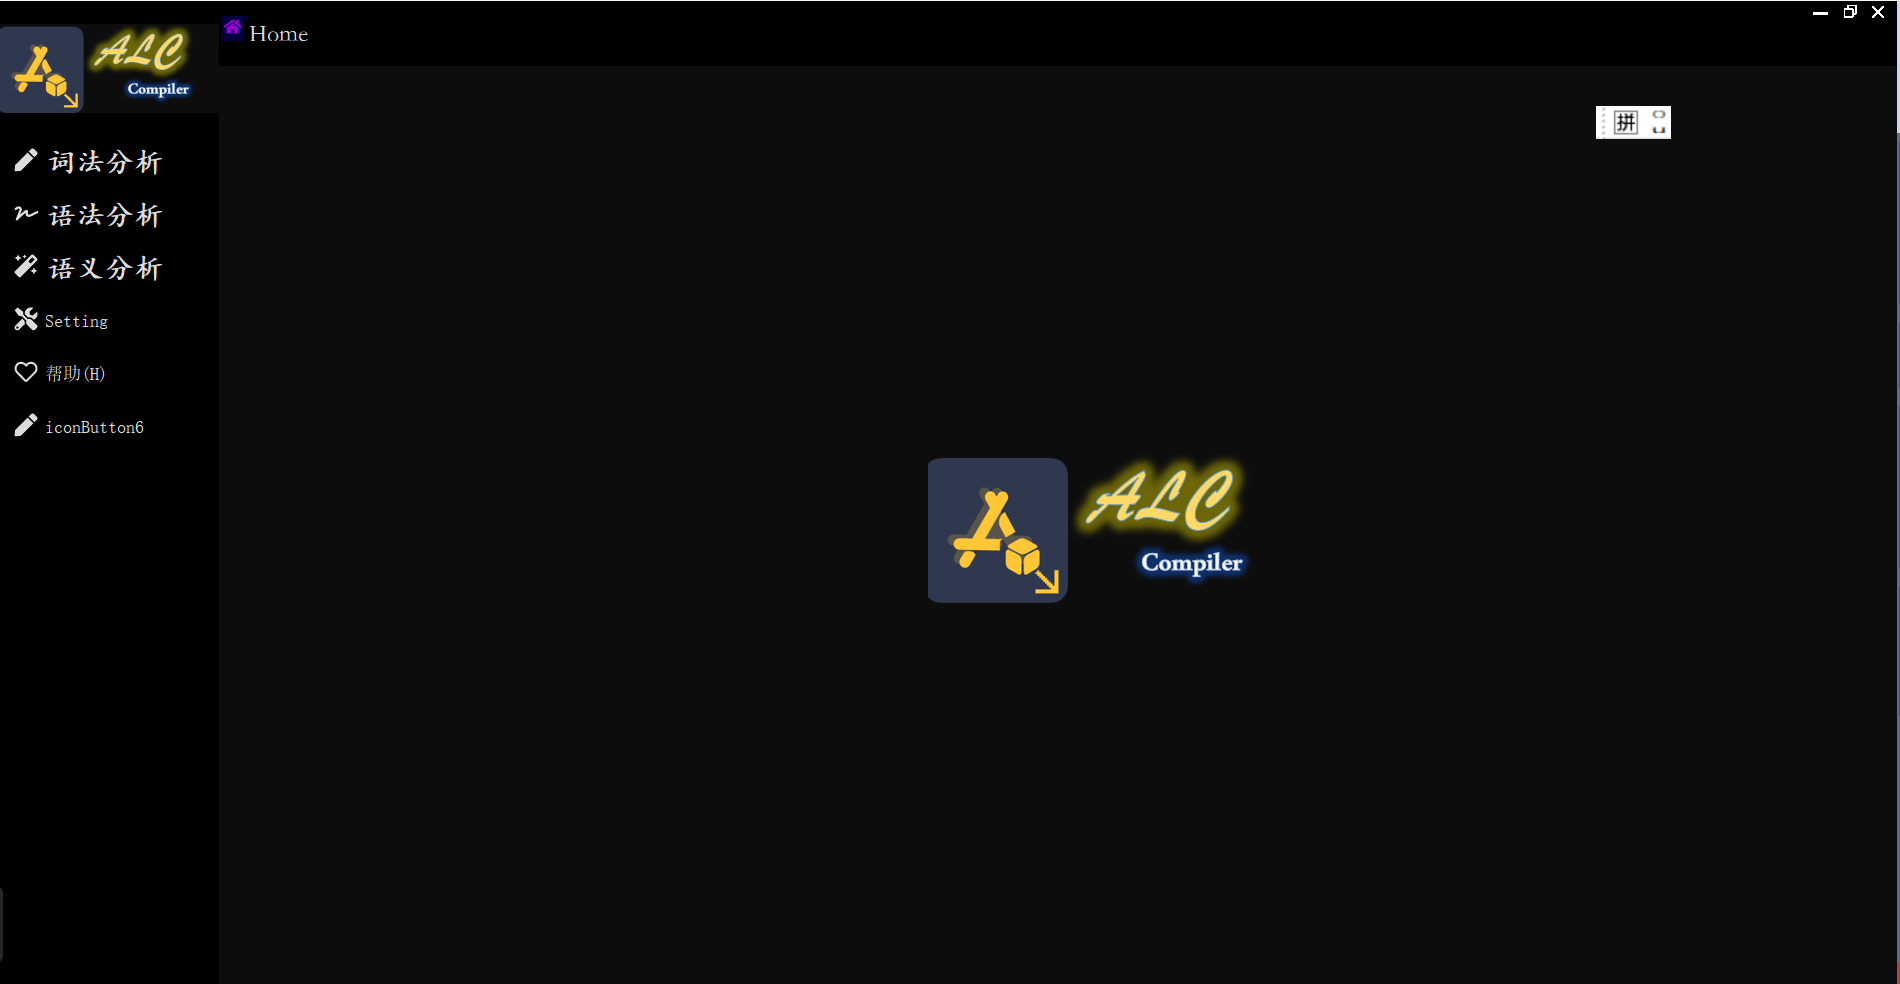 ALC
Compiler
Home
拼
词法分析
语法分析
语义分析
Setting
帮助(H)
iconButton6
ALC
Compiler